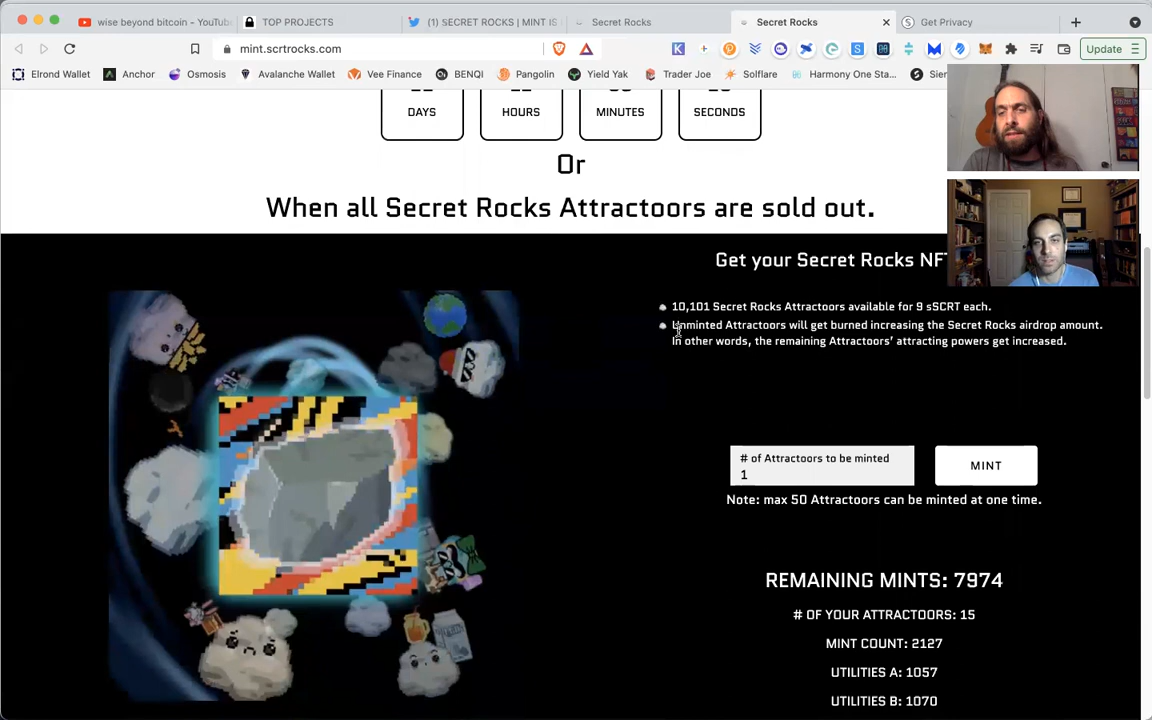 wise beyond bitcoin - YouTub
TOP PROJECTS
(1) SECRET ROCKS | MINT IS
Secret Rocks
Secret Rocks
Get Privacy
mint.scrtrocks.com
Update
Elrond Wallet
Anchor
Osmosis
Avalanche Wallet
Vee Finance
BENQI
Pangolin
Yield Yak
Trader Joe
Solflare
Harmony One Sta...
Sien
DAYS
HOURS
MINUTES
SECONDS
Or
When all Secret Rocks Attractoors are sold out.
Get your Secret Rocks NF
10,101 Secret Rocks Attractoors available for 9 sSCRT each.
Unminted Attractoors will get burned increasing the Secret Rocks airdrop amount.
In other words, the remaining Attractoors' attracting powers get increased.
# of Attractoors to be minted
1
MINT
Note: max 50 Attractoors can be minted at one time.
REMAINING MINTS: 7974
# OF YOUR ATTRACTOORS: 15
MINT COUNT: 2127
UTILITIES A: 1057
UTILITIES B: 1070